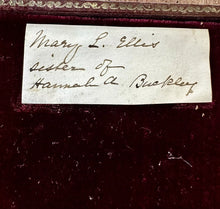 Mary L. Ellis
sister of
Hannah A Buckley